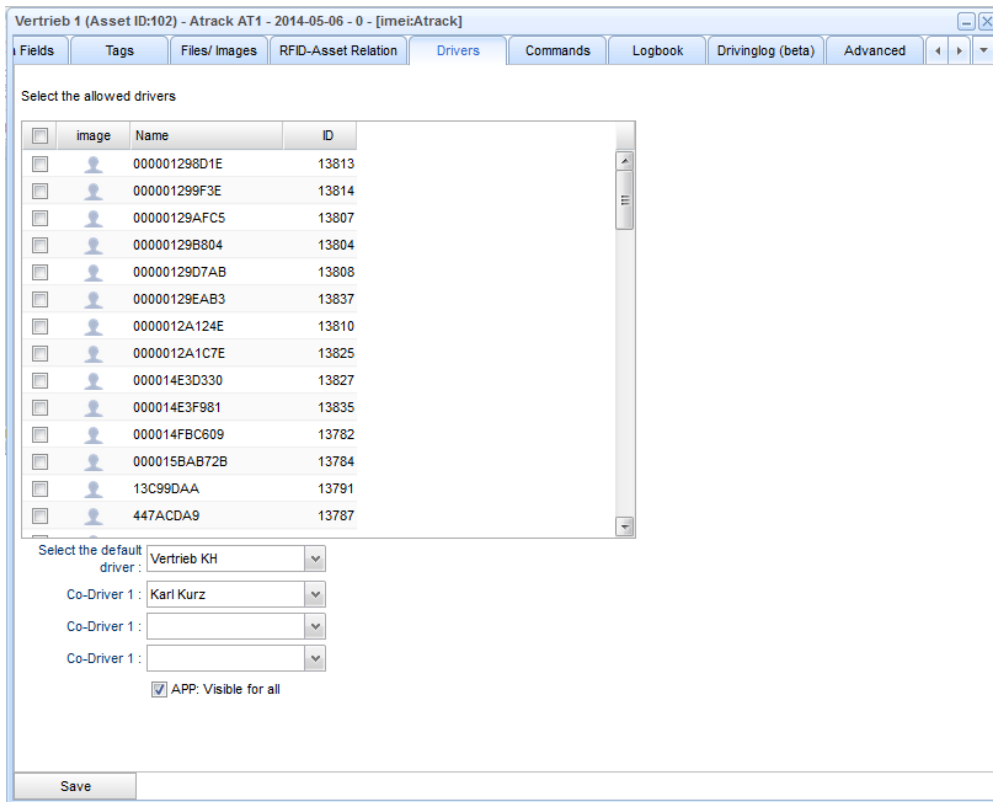 Vertrieb 1 (Asset ID:102) - Atrack AT1 - 2014-05-06 - 0 - [imei:Atrack]
Fields Tags Files/ Images RFID-Asset Relation Drivers Commands Logbook Drivinglog (beta) Advanced
Select the allowed drivers
image Name ID
000001298D1E 13813
000001299F3E 13814
00000129AFC5 13807
00000129B804 13804
00000129D7AB 13808
00000129EAB3 13837
0000012A124E 13810
0000012A1C7E 13825
000014E3D330 13827
000014E3F981 13835
000014FBC609 13782
000015BAB72B 13784
13C99DAA 13791
447ACDA9 13787
Select the default
driver : Vertrieb KH
Co-Driver 1 : Karl Kurz
Co-Driver 1 :
Co-Driver 1 :
APP: Visible for all
Save